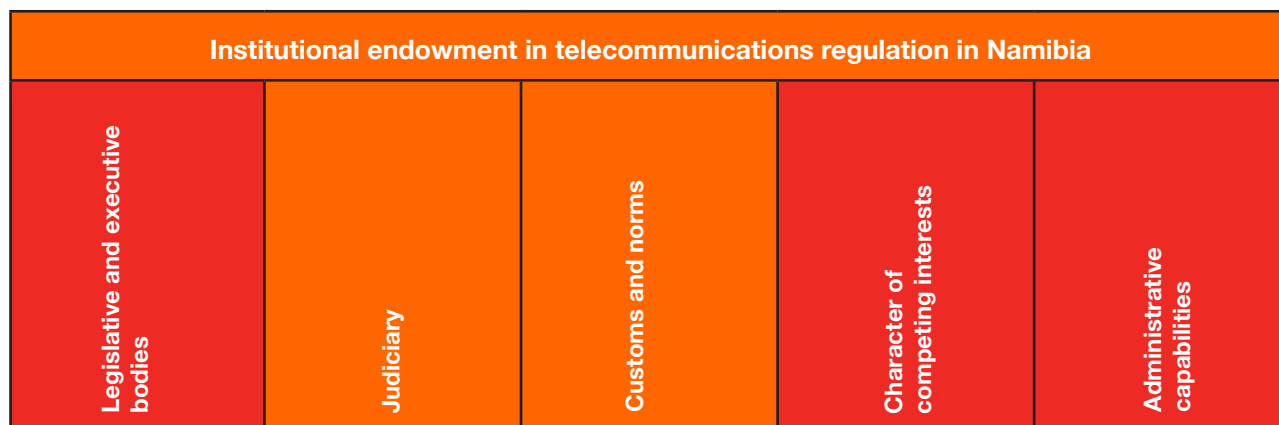 Institutional endowment in telecommunications regulation in Namibia
Legislative and executive
bodies
Judiciary
Customs and norms
Character of
competing interests
Administrative
capabilities